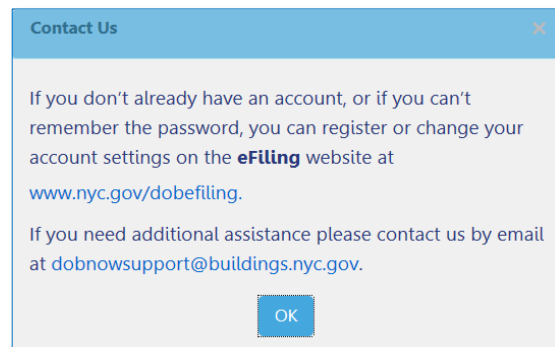 Contact Us
If you don’t already have an account, or if you can’t
remember the password, you can register or change your
account settings on the eFiling website at
www.nyc.gov/dobefiling.
If you need additional assistance please contact us by email
at dobnowsupport@buildings.nyc.gov.
OK